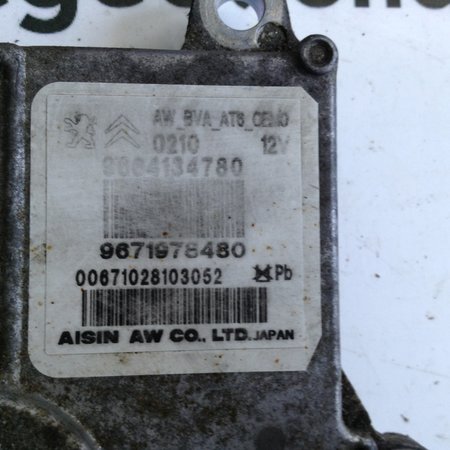 AW_BVA_AT6_CEMO
0210 12V
9664134780
9671978480
00671028103052 Pb
AISIN AW CO., LTD. JAPAN